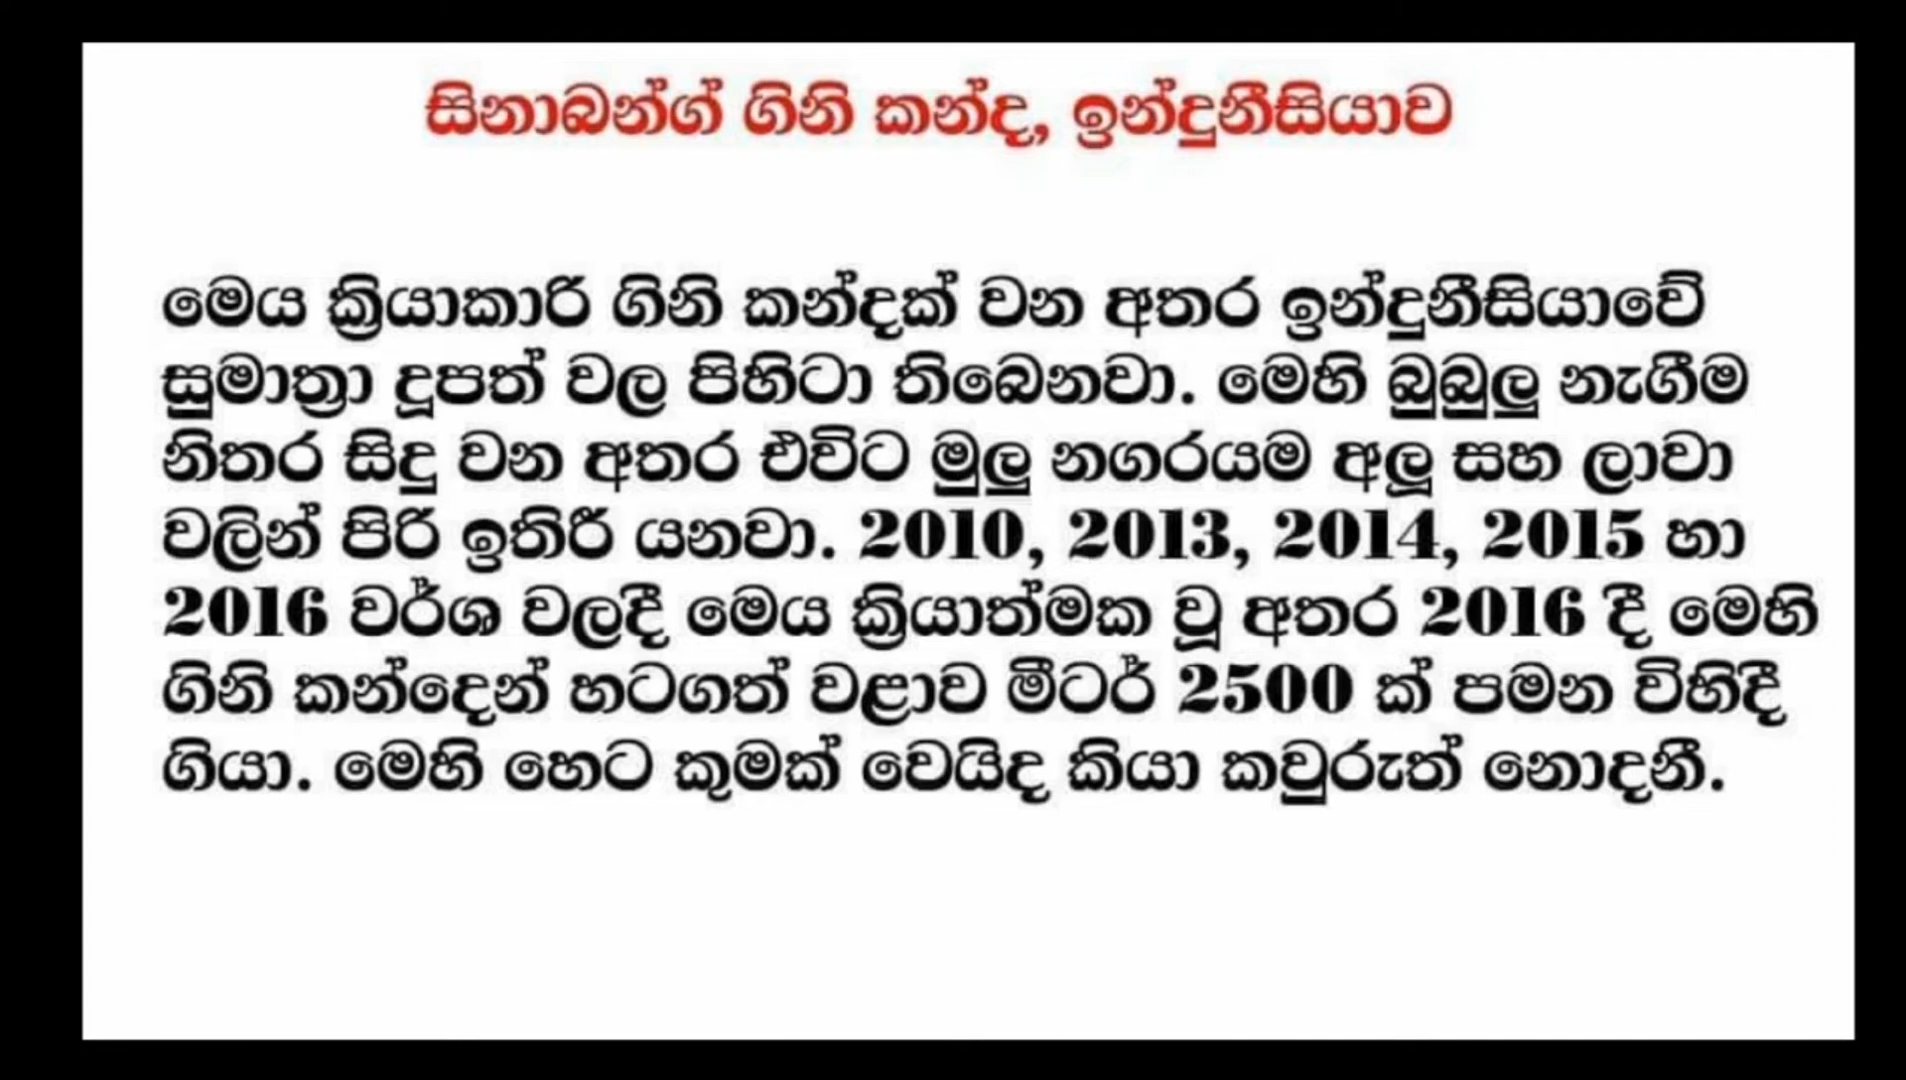 සිනාබන්ග් ගිනි කන්ද, ඉන්දුනීසියාව
මෙය ක්‍රියාකාරී ගිනි කන්දක් වන අතර ඉන්දුනීසියාවේ
සුමාත්‍රා දූපත් වල පිහිටා තිබෙනවා. මෙහි බුබුලු නැගීම
නිතර සිදු වන අතර එවිට මුලු නගරයම අලූ සහ ලාවා
වලින් පිරී ඉතිරී යනවා. 2010, 2013, 2014, 2015 හා
2016 වර්ශ වලදී මෙය ක්‍රියාත්මක වූ අතර 2016 දී මෙහි
ගිනි කන්දෙන් හටගත් වළාව මීටර් 2500 ක් පමන විහිදී
ගියා. මෙහි හෙට කුමක් වෙයිද කියා කවුරුත් නොදනී.